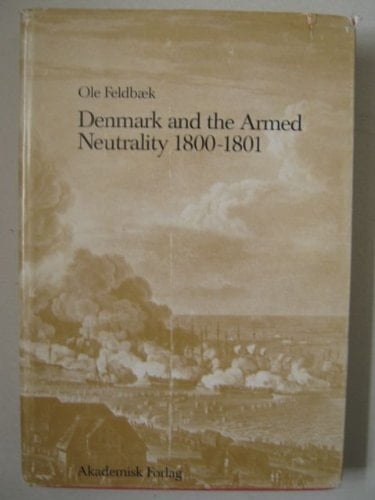 Ole Feldbæk
Denmark and the Armed
Neutrality 1800-1801
Akademisk Forlag